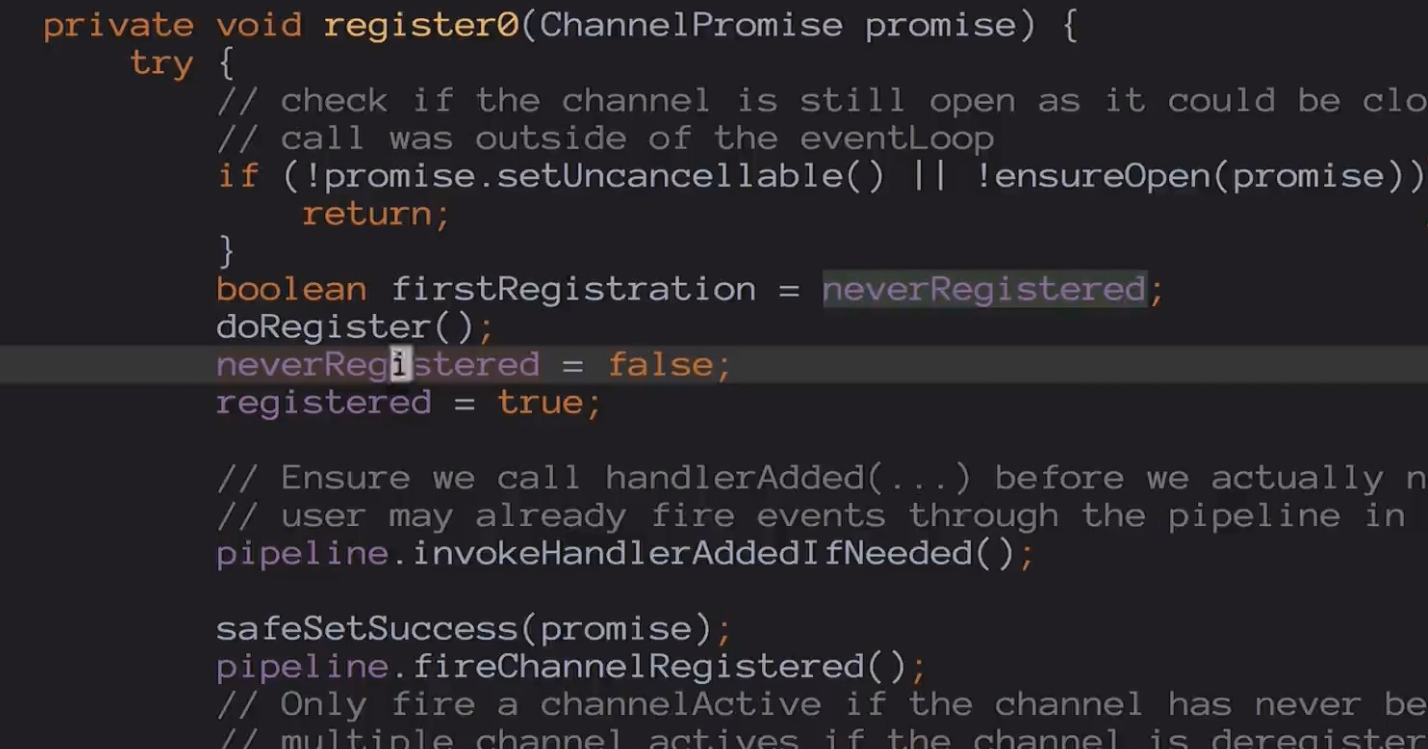 private void register0(ChannelPromise promise) {
try {
// check if the channel is still open as it could be clo
// call was outside of the eventLoop
if (!promise.setUncancellable() || !ensureOpen(promise))
return;
}
boolean firstRegistration = neverRegistered;
doRegister();
neverRegistered = false;
registered = true;
// Ensure we call handlerAdded(...) before we actually n
// user may already fire events through the pipeline in
pipeline.invokeHandlerAddedIfNeeded();
safeSetSuccess(promise);
pipeline.fireChannelRegistered();
// Only fire a channelActive if the channel has never be
// multiple channel actives if the channel is deregister